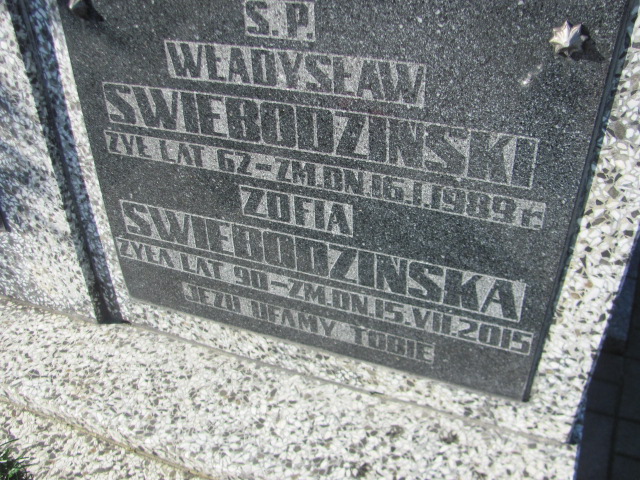 Ś.P.
WŁADYSŁAW
ŚWIEBODZIŃSKI
ŻYŁ LAT 62-ZM.DN.16.I.1989r.
ZOFIA
ŚWIEBODZIŃSKA
ŻYŁA LAT 90-ZM.DN.15.VII.2015
JEZU UFAMY TOBIE